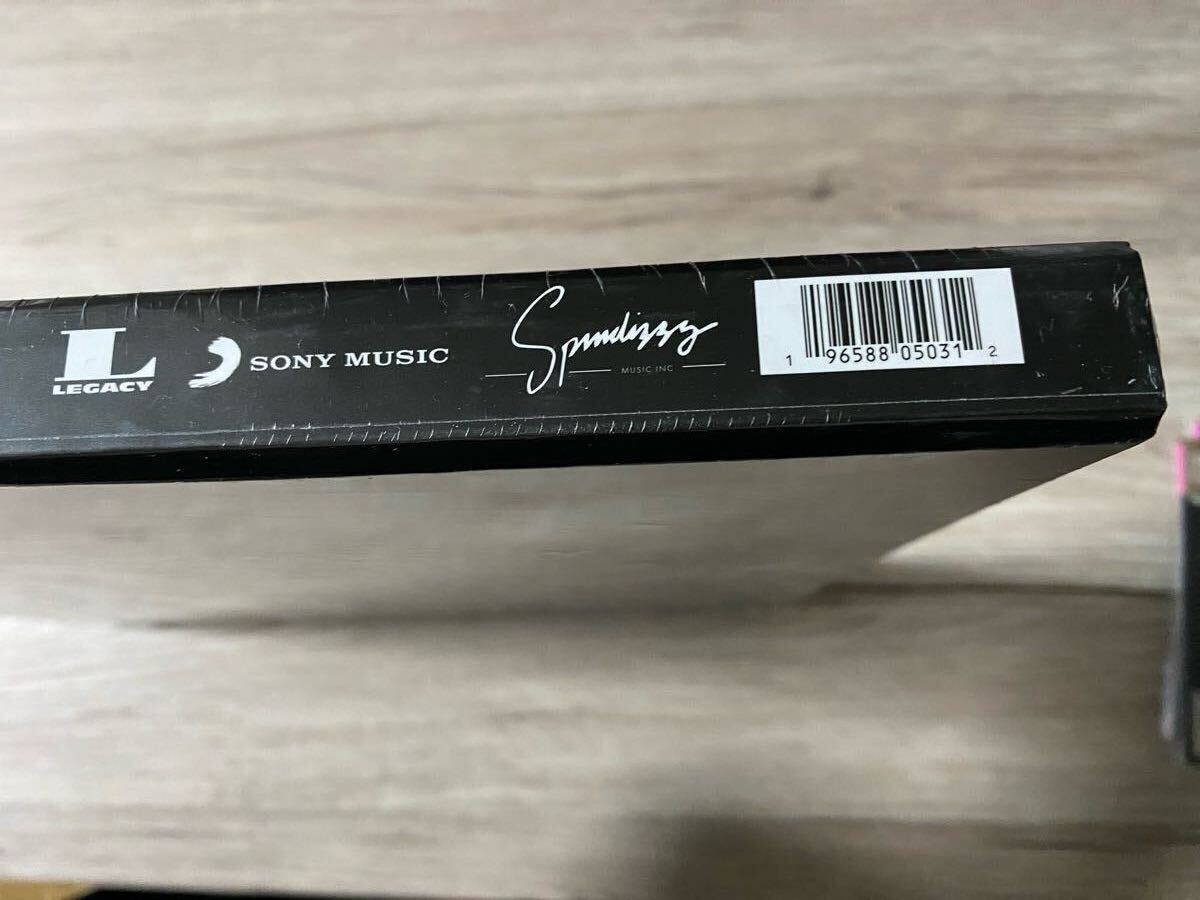 L
LEGACY
SONY MUSIC
Spindizzy
MUSIC INC
1 96588 05031 2